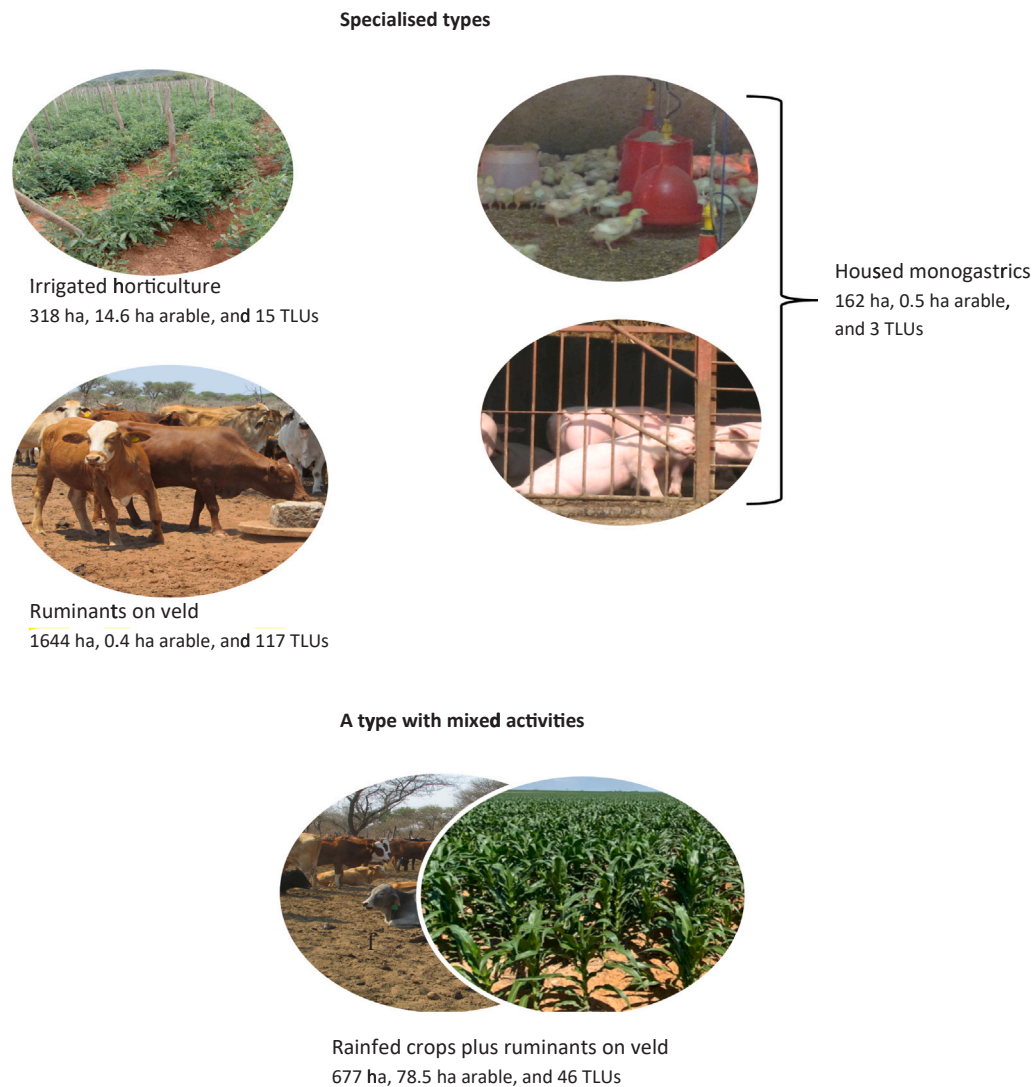 Specialised types
Irrigated horticulture
318 ha, 14.6 ha arable, and 15 TLUs
Housed monogastrics
162 ha, 0.5 ha arable,
and 3 TLUs
Ruminants on veld
1644 ha, 0.4 ha arable, and 117 TLUs
A type with mixed activities
Rainfed crops plus ruminants on veld
677 ha, 78.5 ha arable, and 46 TLUs